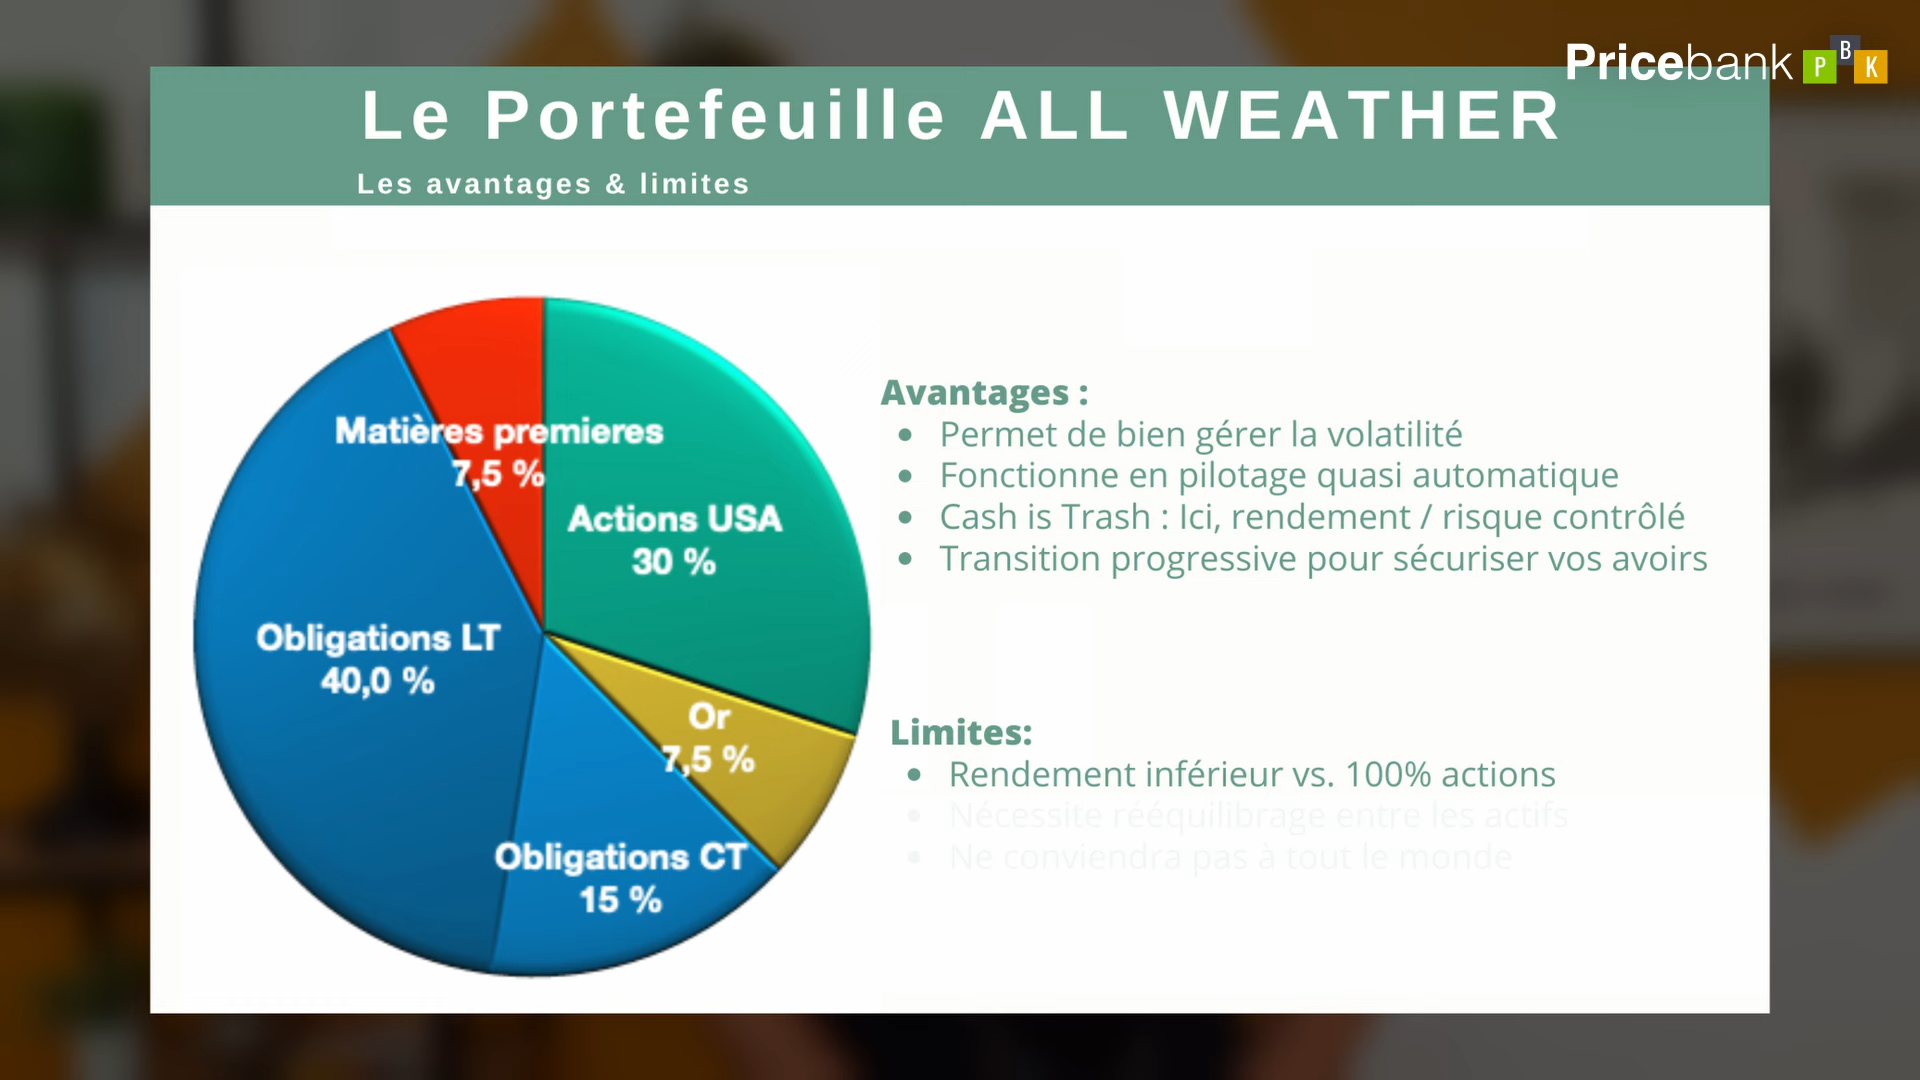 Pricebank P B K
Le Portefeuille ALL WEATHER
Les avantages & limites
Matières premieres
7,5 %
Actions USA
30 %
Obligations LT
40,0 %
Or
7,5 %
Obligations CT
15 %
Avantages :
• Permet de bien gérer la volatilité
• Fonctionne en pilotage quasi automatique
• Cash is Trash : Ici, rendement / risque contrôlé
• Transition progressive pour sécuriser vos avoirs
Limites:
• Rendement inférieur vs. 100% actions
• Nécessite rééquilibrage entre les actifs
• Ne conviendra pas à tout le monde